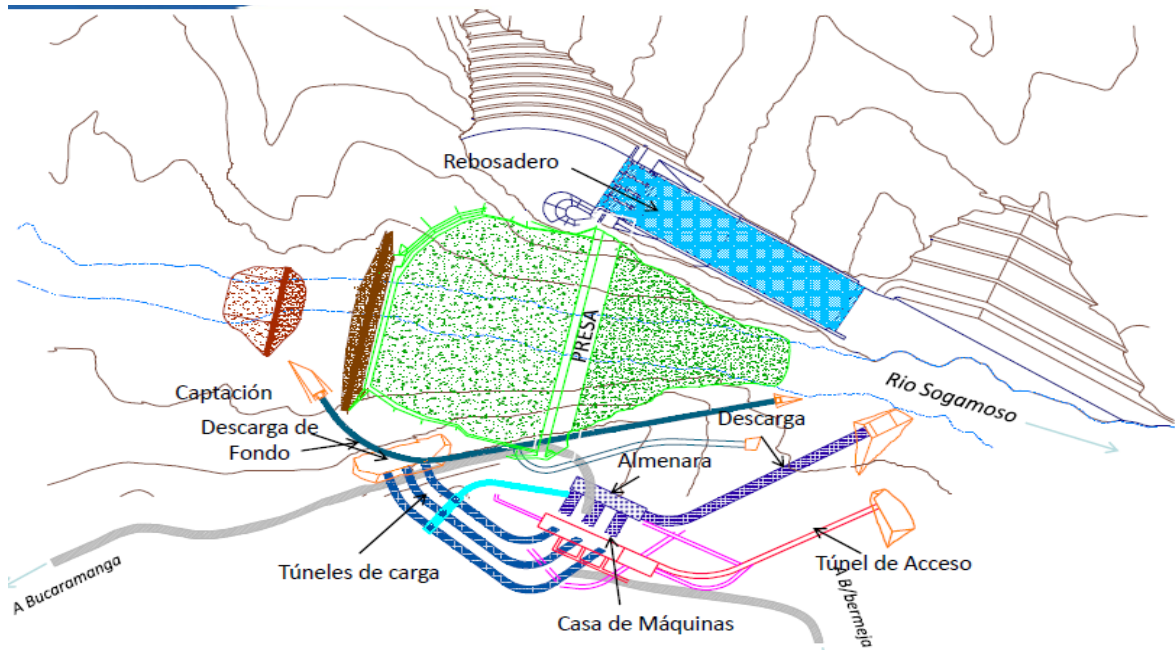 Rebosadero
PRESA
Captación
Descarga de
Fondo
Rio Sogamoso
Descarga
Almenara
Túneles de carga
Túnel de Acceso
Casa de Máquinas
A Bucaramanga
A B/bermeja